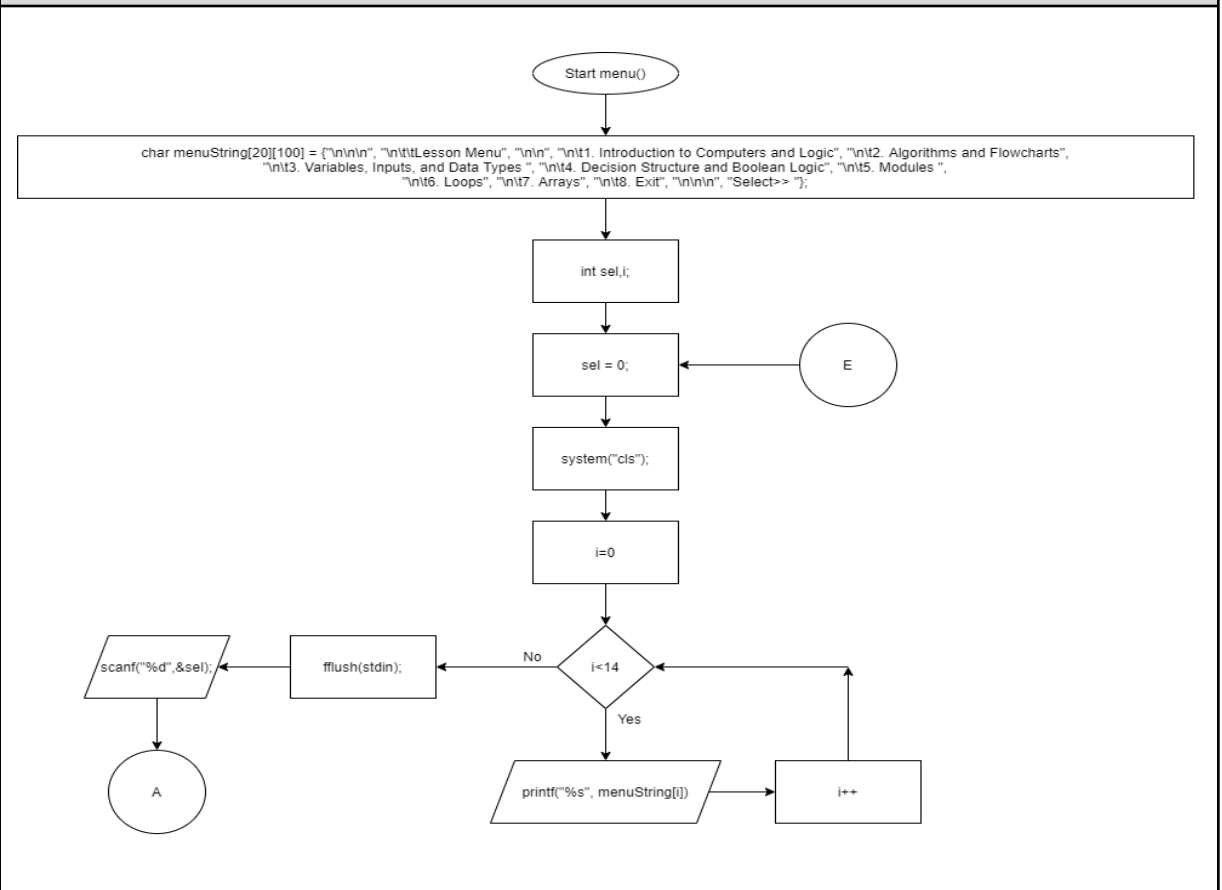 Start menu()
char menuString[20][100] = {"\n\n\n", "\n\t\tLesson Menu", "\n\n", "\n\t1. Introduction to Computers and Logic", "\n\t2. Algorithms and Flowcharts",
"\n\t3. Variables, Inputs, and Data Types ", "\n\t4. Decision Structure and Boolean Logic", "\n\t5. Modules ",
"\n\t6. Loops", "\n\t7. Arrays", "\n\t8. Exit", "\n\n\n", "Select>> "};
int sel,i;
sel = 0;
E
system("cls");
i=0
i<14
No
fflush(stdin);
scanf("%d",&sel);
Yes
A
printf("%s", menuString[i])
i++